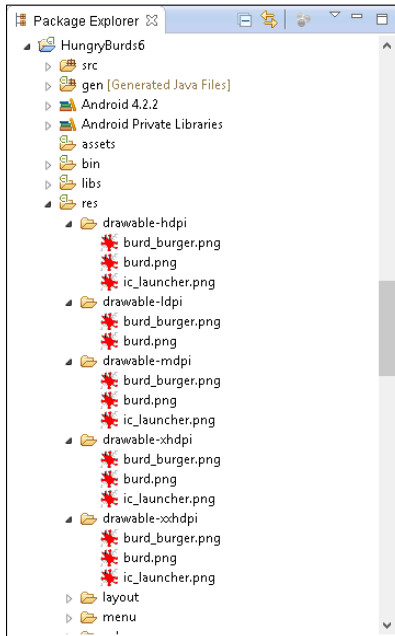 Package Explorer
HungryBurds6
src
gen [Generated Java Files]
Android 4.2.2
Android Private Libraries
assets
bin
libs
res
drawable-hdpi
burd_burger.png
burd.png
ic_launcher.png
drawable-ldpi
burd_burger.png
burd.png
drawable-mdpi
burd_burger.png
burd.png
ic_launcher.png
drawable-xhdpi
burd_burger.png
burd.png
ic_launcher.png
drawable-xxhdpi
burd_burger.png
burd.png
ic_launcher.png
layout
menu